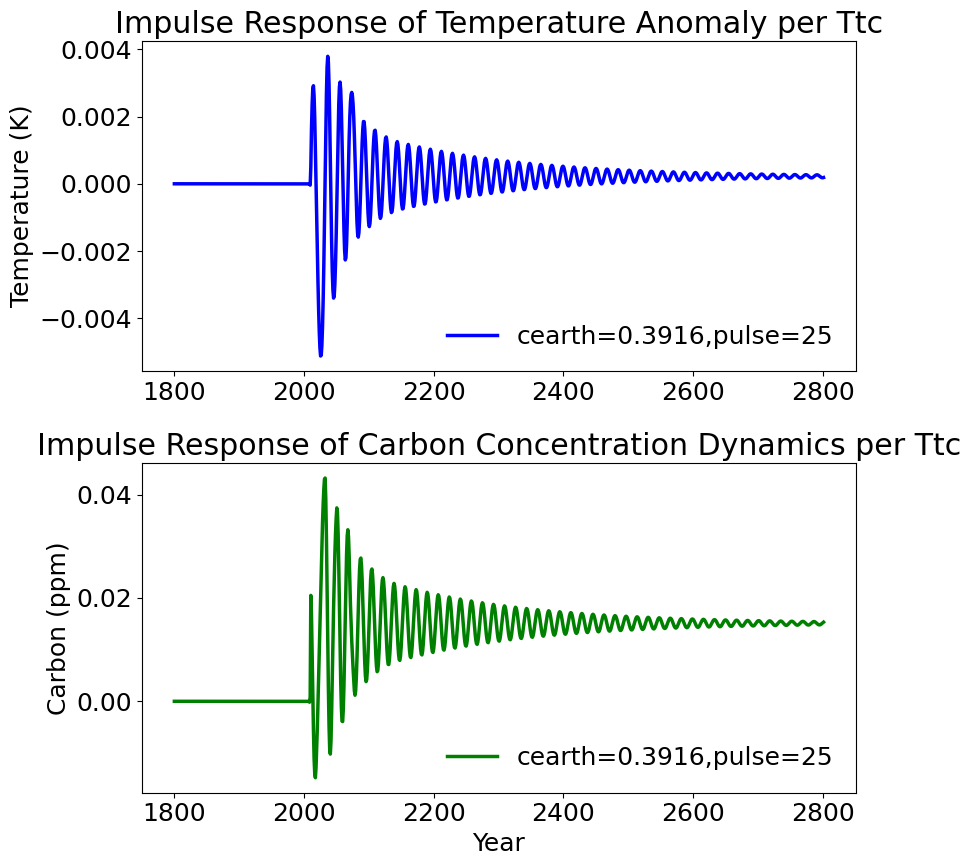 Impulse Response of Temperature Anomaly per Ttc
Temperature (K)
0.004
0.002
0.000
−0.002
−0.004
cearth=0.3916,pulse=25
1800 2000 2200 2400 2600 2800
Impulse Response of Carbon Concentration Dynamics per Ttc
Carbon (ppm)
0.04
0.02
0.00
cearth=0.3916,pulse=25
1800 2000 2200 2400 2600 2800
Year